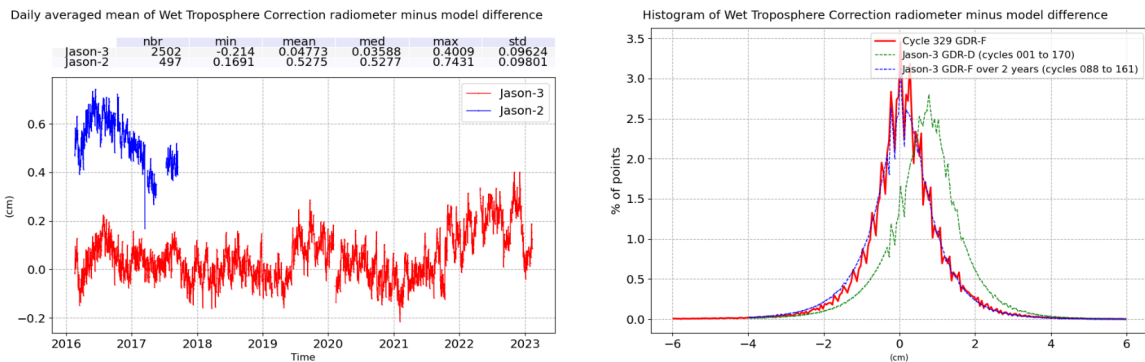 Daily averaged mean of Wet Troposphere Correction radiometer minus model difference
nbr min mean med max std
Jason-3 2502 -0.214 0.04773 0.03588 0.4009 0.09624
Jason-2 497 0.1691 0.5275 0.5277 0.7431 0.09801
Jason-3
Jason-2
0.6
0.4
0.2
0.0
−0.2
(cm)
2016 2017 2018 2019 2020 2021 2022 2023
Time
Histogram of Wet Troposphere Correction radiometer minus model difference
Cycle 329 GDR-F
Jason-3 GDR-D (cycles 001 to 170)
Jason-3 GDR-F over 2 years (cycles 088 to 161)
3.5
3.0
2.5
2.0
1.5
1.0
0.5
0.0
% of points
−6 −4 −2 0 2 4 6
(cm)